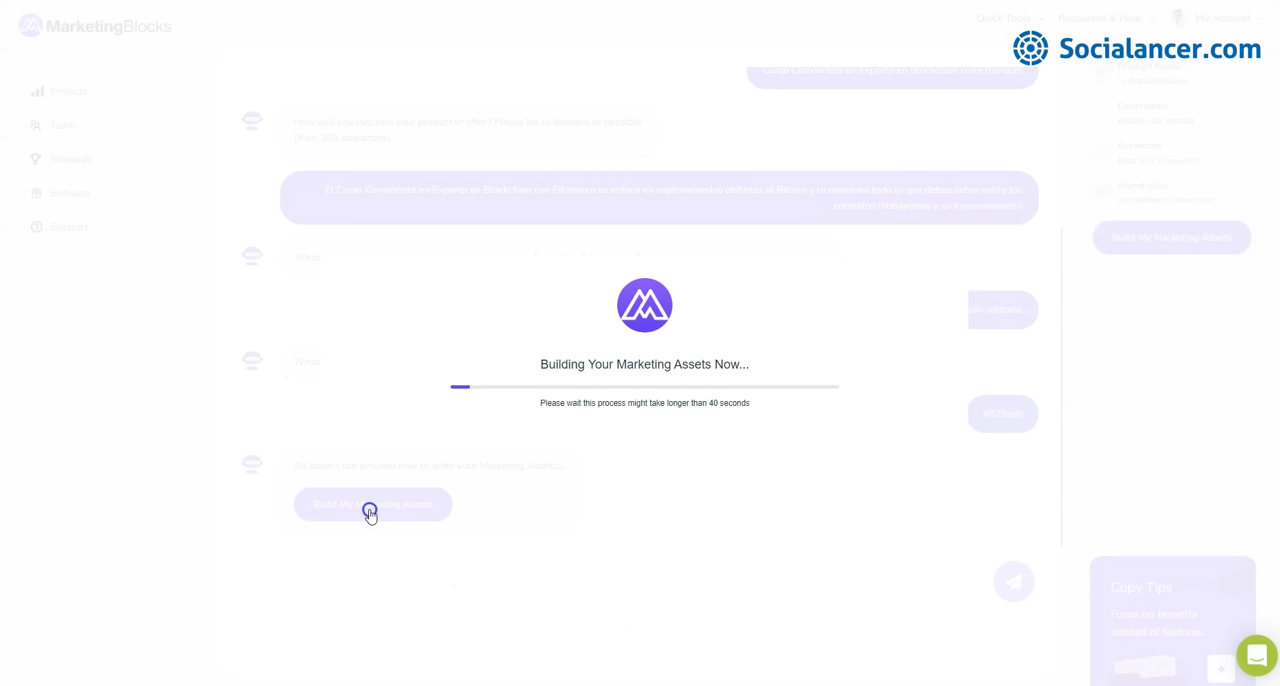 MarketingBlocks
Quick Tools
Resources & Help
My Account
Socialancer.com
Projects
Team
Rewards
Support
Curso Conviértete en Experto en Blockchain con Ethereum
How will you describe your product or offer? Please be as detailed as possible.
(Max: 200 characters)
El Curso Conviértete en Experto en Blockchain con Ethereum se enfoca en criptomonedas distintas al Bitcoin y te enseñará todo lo que debes saber sobre los
contratos inteligentes y su funcionamiento
What
What
All done! I can proceed now to write your Marketing Assets.
Build My Marketing Assets
Building Your Marketing Assets Now...
Please wait this process might take longer than 40 seconds
Product Name
Description
Keywords
Brand color
Build My Marketing Assets
Copy Tips
Focus on benefits
instead of features